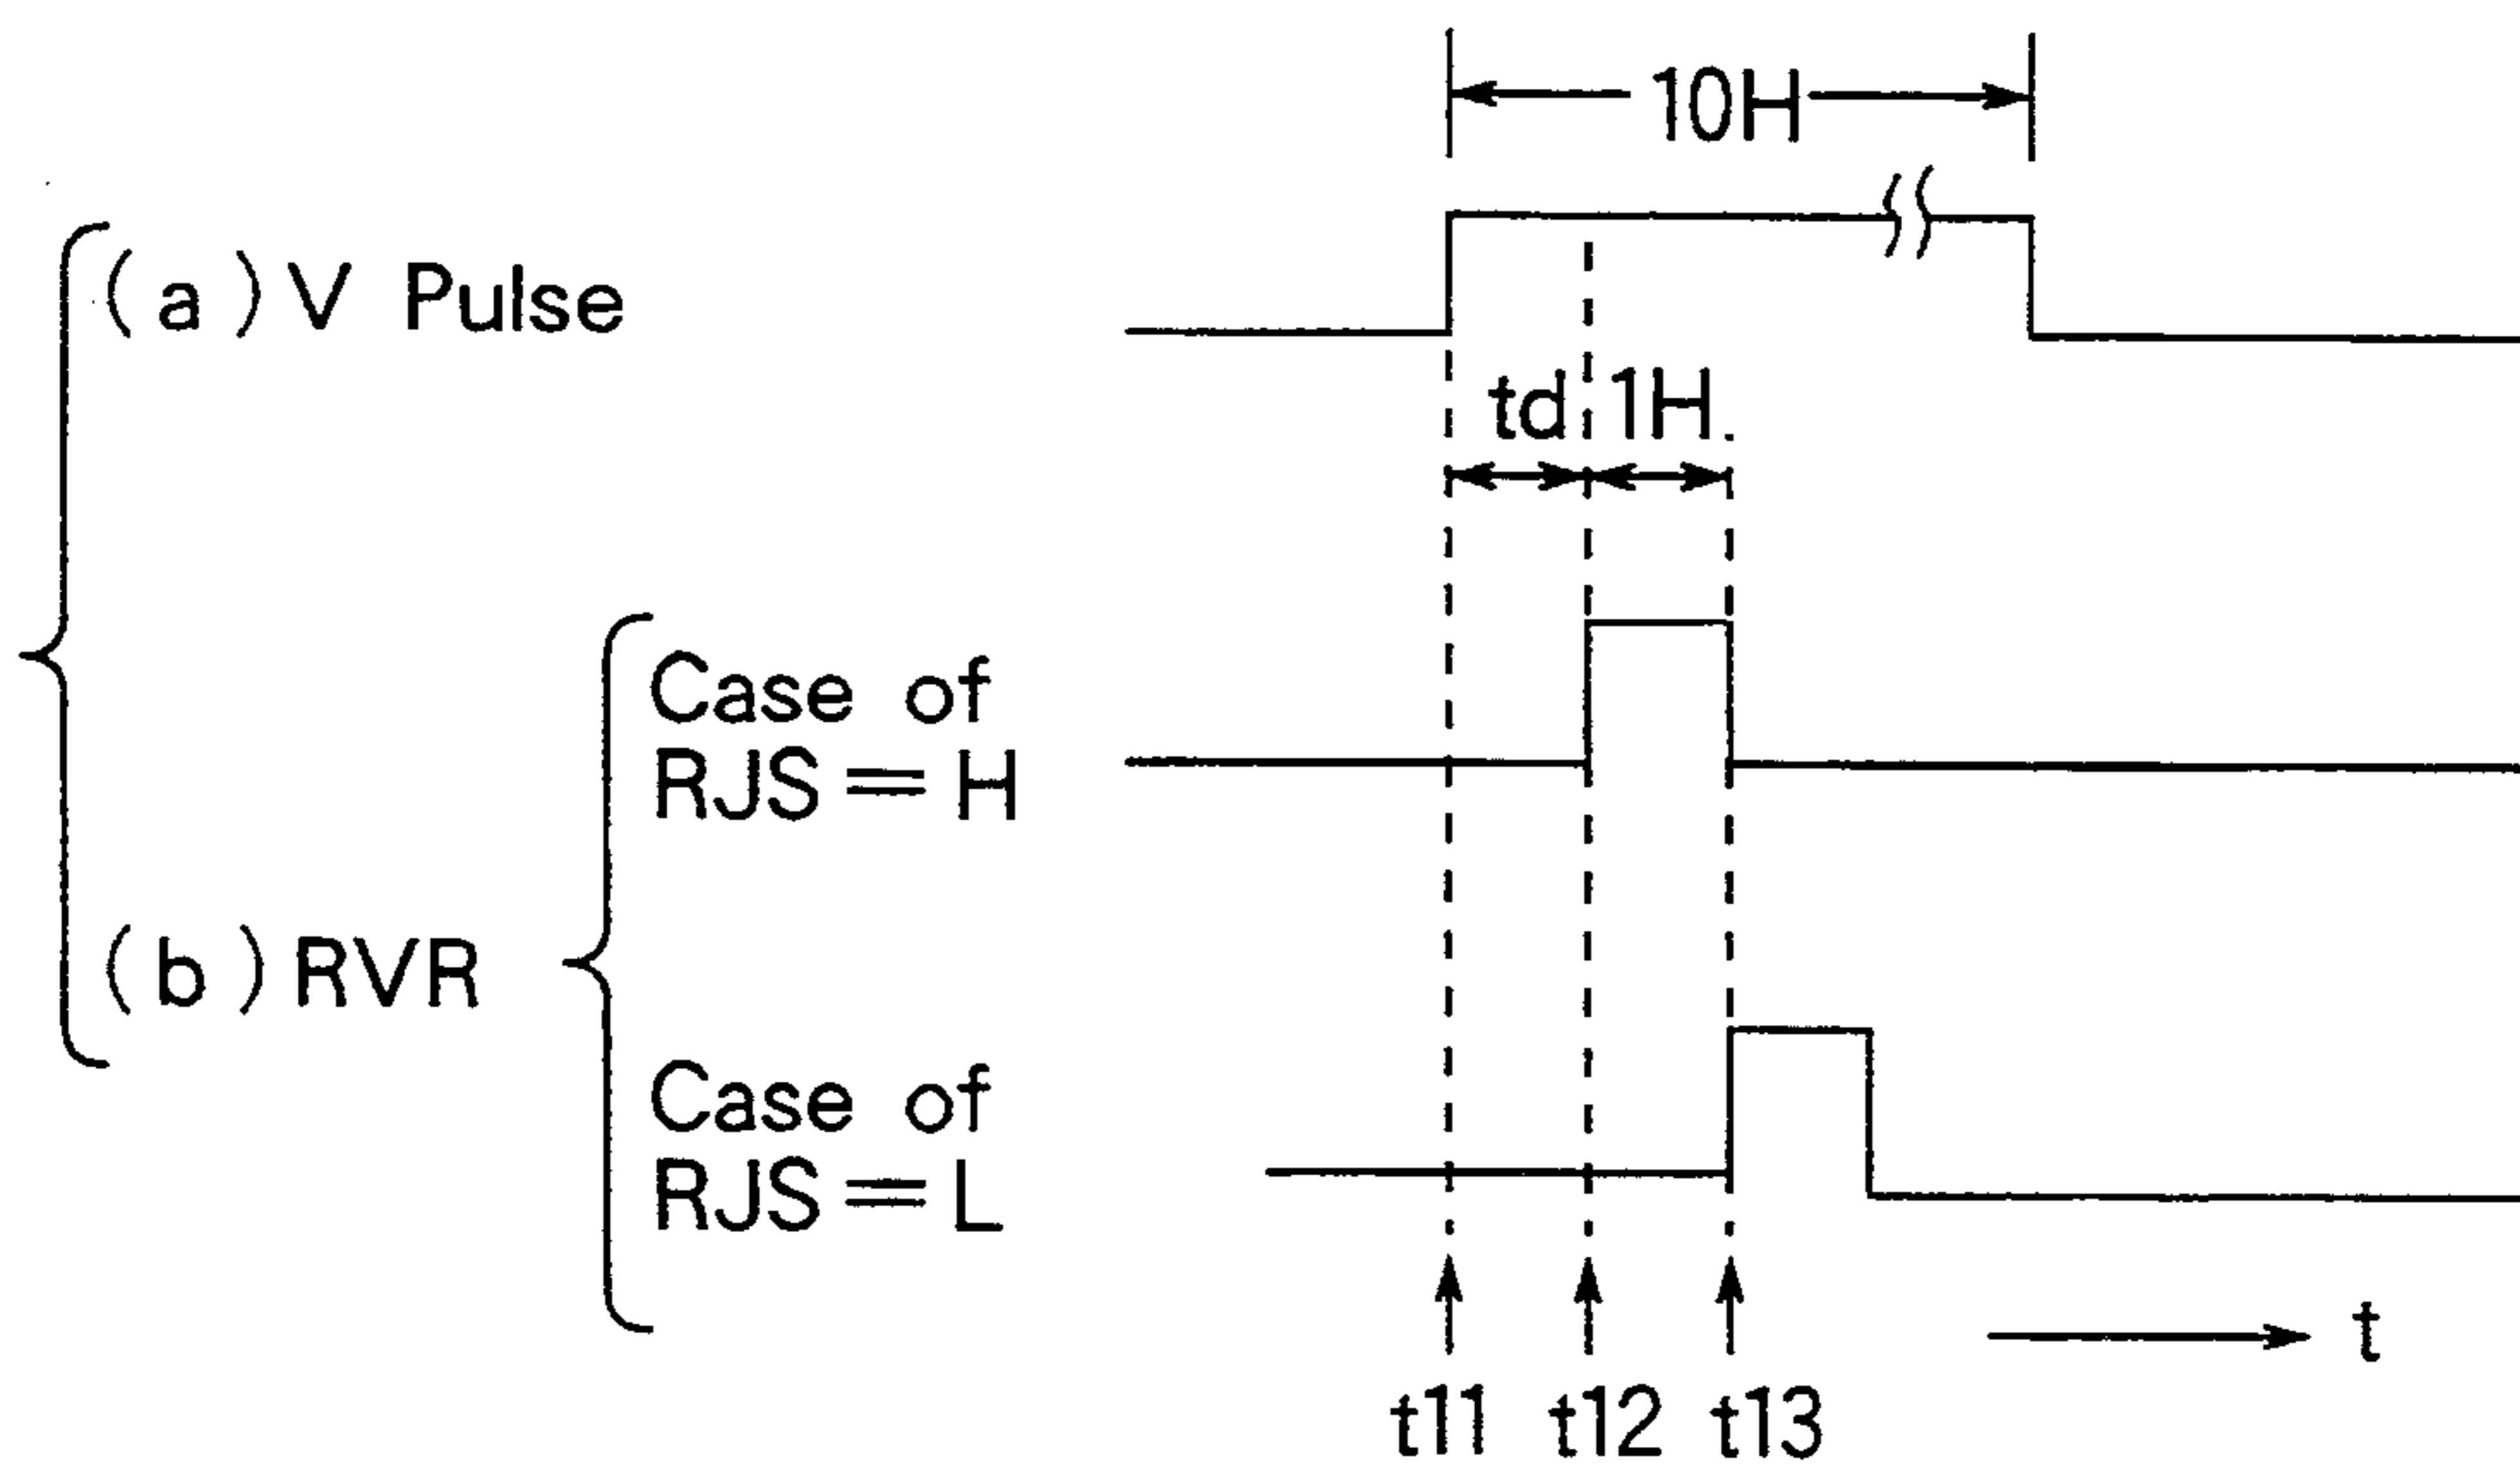 10H
(a) V Pulse
td 1H
Case of
RJS = H
(b) RVR
Case of
RJS = L
t
t11 t12 t13